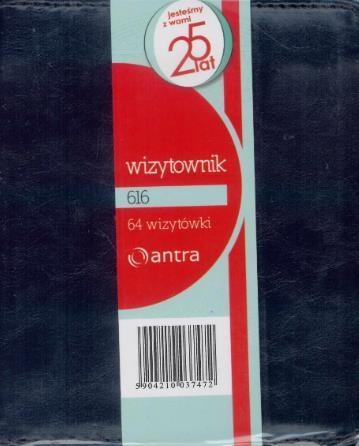 jesteśmy
z wami
25
lat
wizytownik
616
64 wizytówki
antra
5904210037472